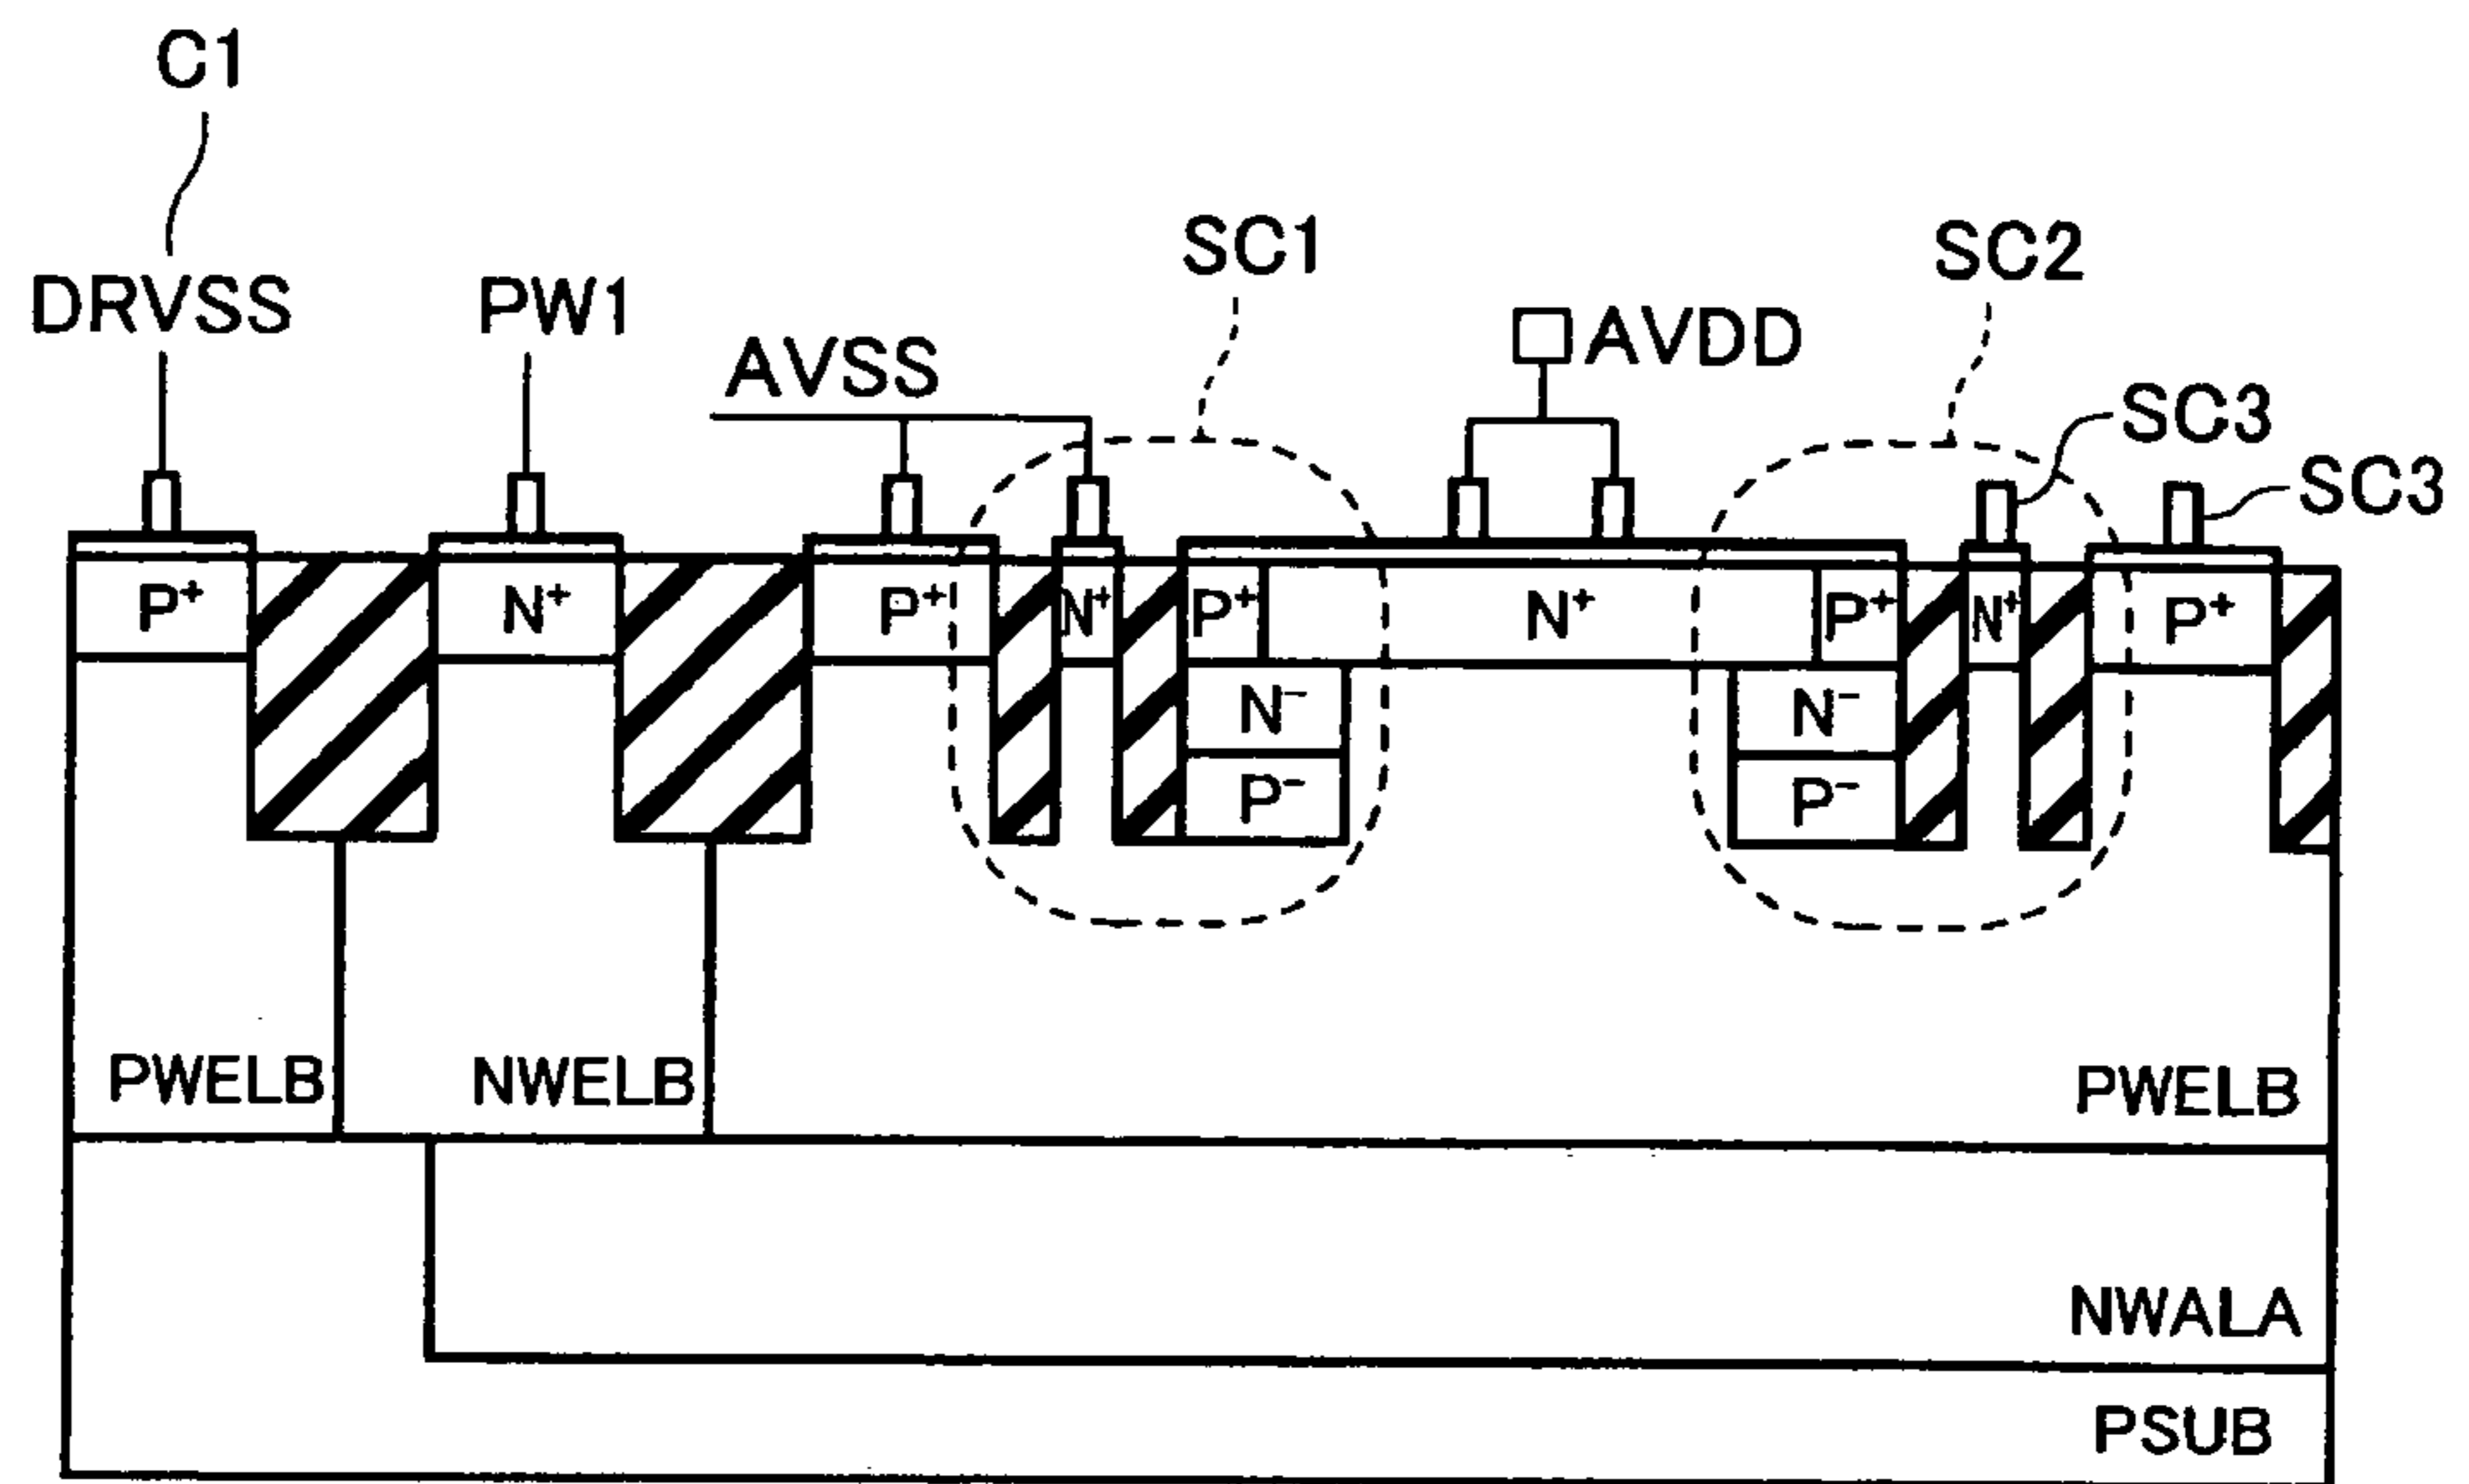 C1
SC1
SC2
DRVSS
PW1
AVSS
AVDD
SC3
SC3
P+
N+
P+
N+
P+
N+
P+
N+
P+
N−
N−
P−
P−
PWELB
NWELB
PWELB
NWALA
PSUB